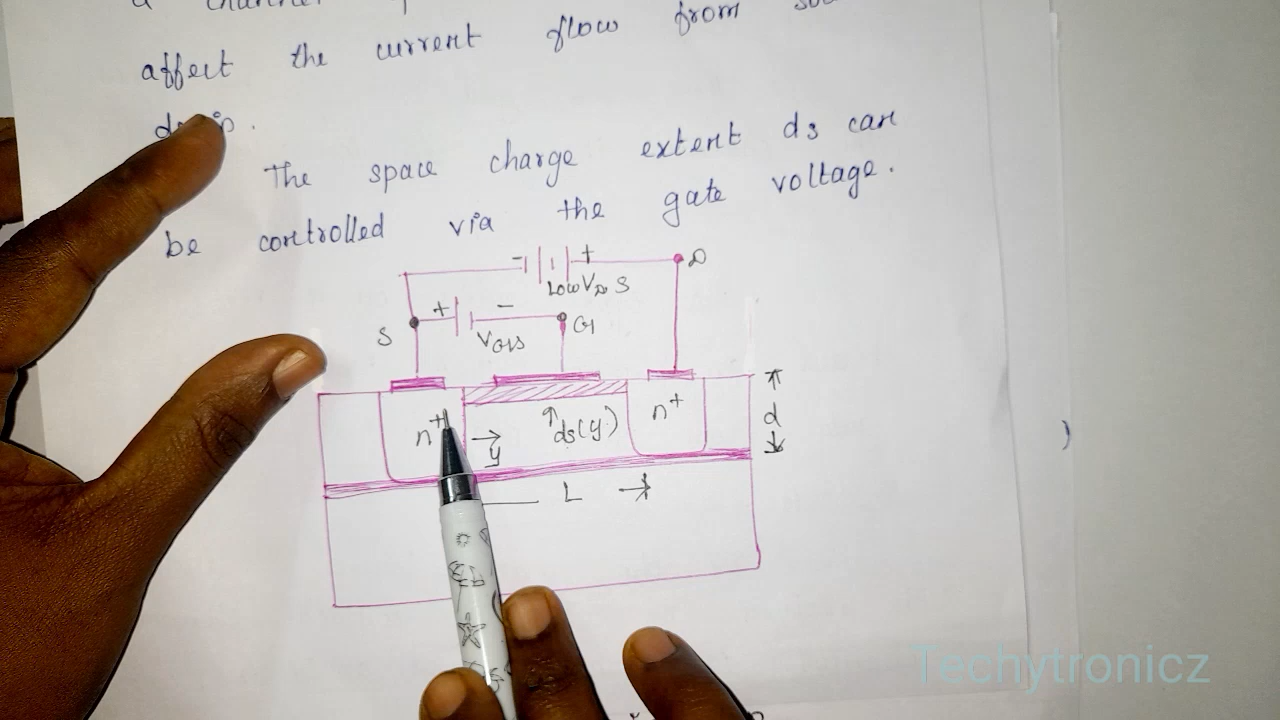 a channel
affect the current flow from
The space charge extent ds can
be controlled via the gate voltage.
- + D
Low VDS
+ -
S G
VGS
n+ n+
ds(y) d
y
L
)
Techytronicz